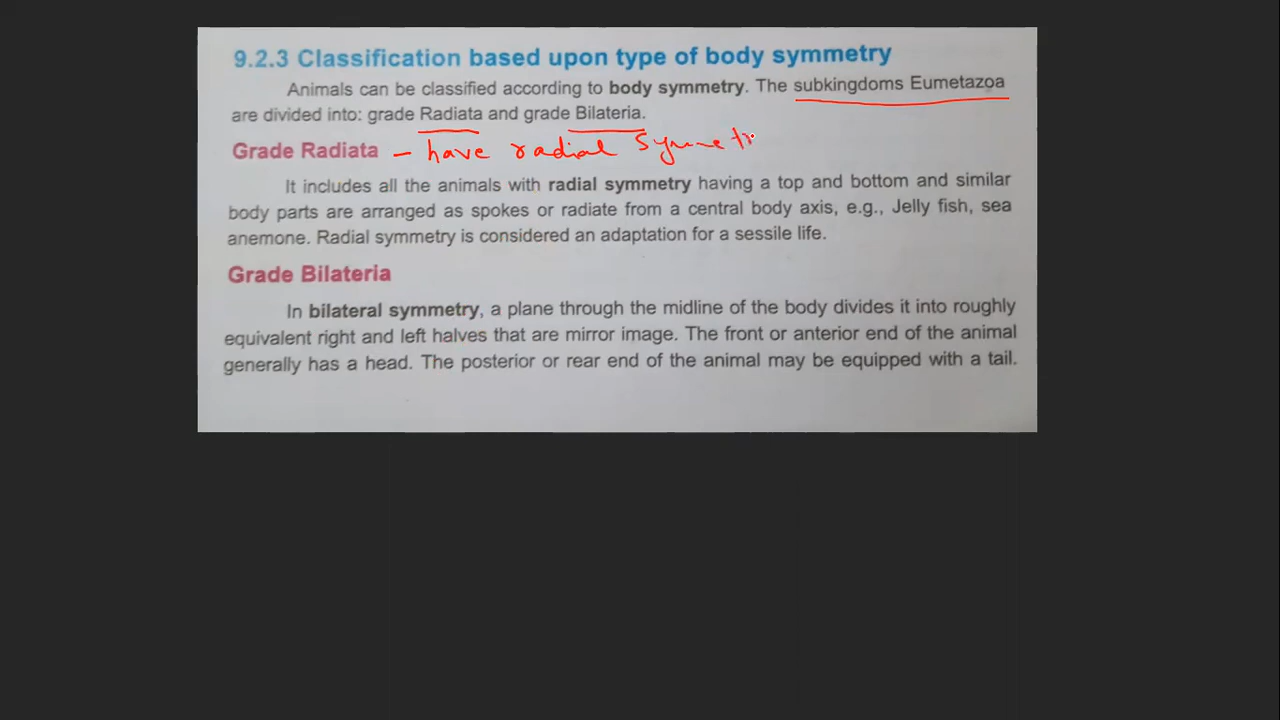 9.2.3 Classification based upon type of body symmetry
Animals can be classified according to body symmetry. The subkingdoms Eumetazoa
are divided into: grade Radiata and grade Bilateria.
Grade Radiata – have radial symmet
It includes all the animals with radial symmetry having a top and bottom and similar
body parts are arranged as spokes or radiate from a central body axis, e.g., Jelly fish, sea
anemone. Radial symmetry is considered an adaptation for a sessile life.
Grade Bilateria
In bilateral symmetry, a plane through the midline of the body divides it into roughly
equivalent right and left halves that are mirror image. The front or anterior end of the animal
generally has a head. The posterior or rear end of the animal may be equipped with a tail.